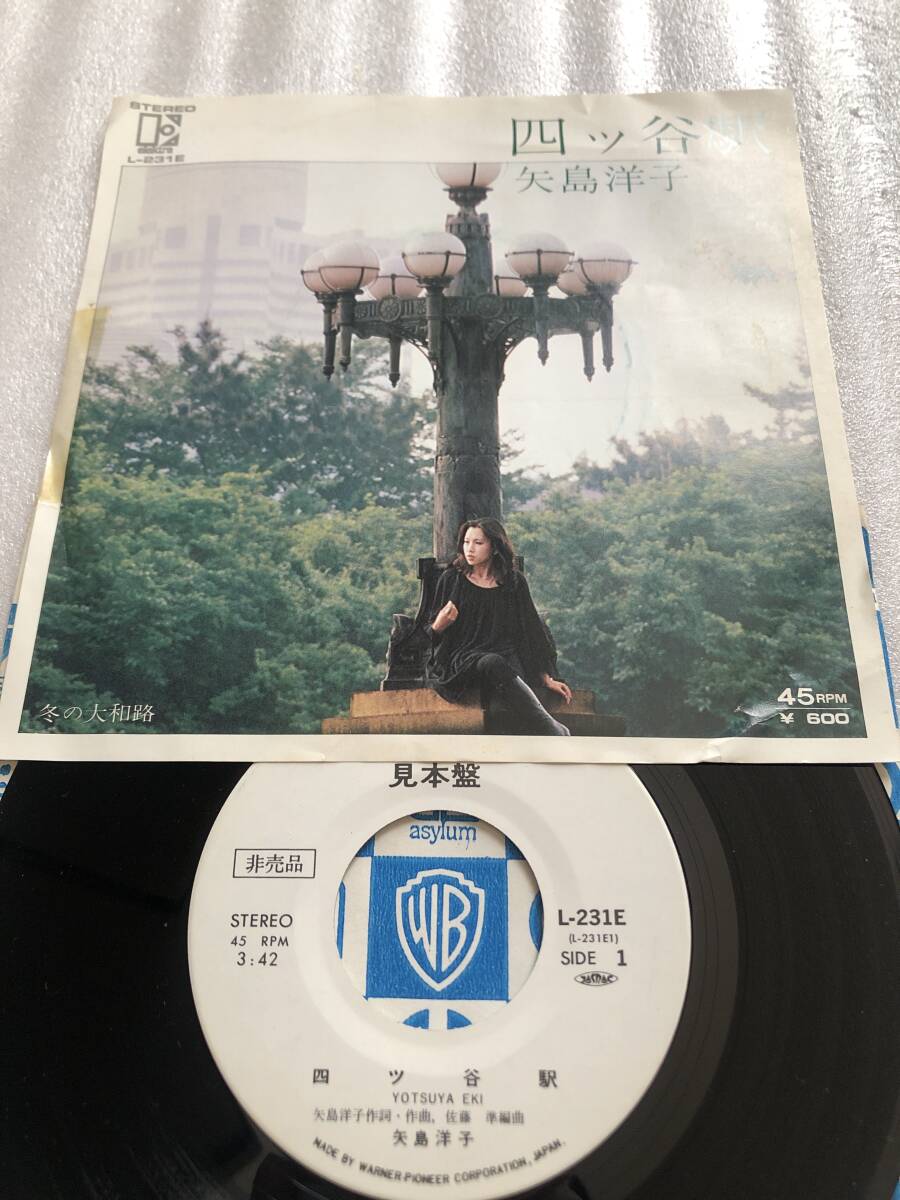 STEREO
elektra
L-231E
四ッ谷駅
矢島洋子
冬の大和路
45RPM
¥ 600
見本盤
asylum
非売品
WB
STEREO
45 RPM
3:42
L-231E
(L-231E1)
SIDE 1
JASRAC
四ツ谷駅
YOTSUYA EKI
矢島洋子作詞・作曲, 佐藤 準編曲
矢島洋子
MADE BY WARNER-PIONEER CORPORATION, JAPAN.